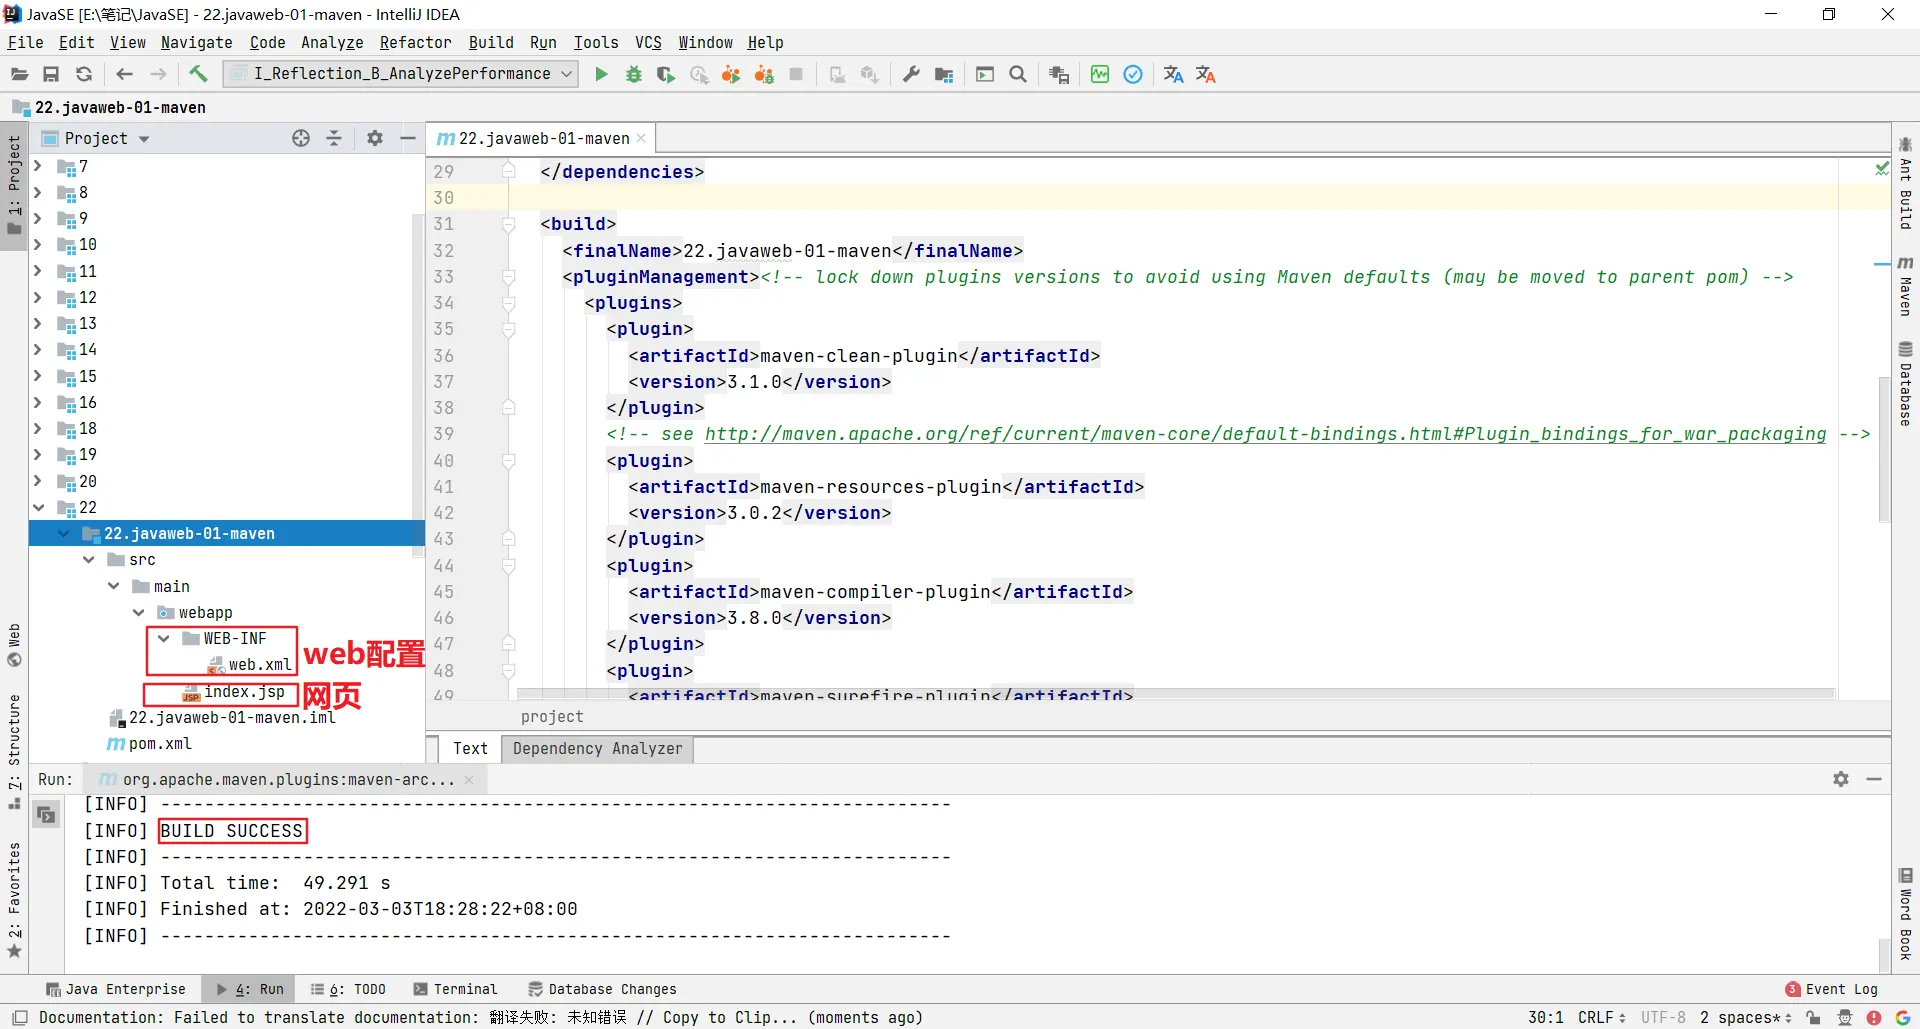 JavaSE [E:\笔记\JavaSE] - 22.javaweb-01-maven - IntelliJ IDEA
File Edit View Navigate Code Analyze Refactor Build Run Tools VCS Window Help
I_Reflection_B_AnalyzePerformance
22.javaweb-01-maven
1: Project
Web
7: Structure
2: Favorites
Project
7
8
9
10
11
12
13
14
15
16
18
19
20
22
22.javaweb-01-maven
src
main
webapp
WEB-INF
web.xml
web配置
index.jsp
网页
22.javaweb-01-maven.iml
pom.xml
22.javaweb-01-maven
29 </dependencies>
30
31 <build>
32 <finalName>22.javaweb-01-maven</finalName>
33 <pluginManagement><!-- lock down plugins versions to avoid using Maven defaults (may be moved to parent pom) -->
34 <plugins>
35 <plugin>
36 <artifactId>maven-clean-plugin</artifactId>
37 <version>3.1.0</version>
38 </plugin>
39 <!-- see http://maven.apache.org/ref/current/maven-core/default-bindings.html#Plugin_bindings_for_war_packaging -->
40 <plugin>
41 <artifactId>maven-resources-plugin</artifactId>
42 <version>3.0.2</version>
43 </plugin>
44 <plugin>
45 <artifactId>maven-compiler-plugin</artifactId>
46 <version>3.8.0</version>
47 </plugin>
48 <plugin>
49 <artifactId>maven-surefire-plugin</artifactId>
project
Text Dependency Analyzer
Ant Build
Maven
Database
Word Book
Run: org.apache.maven.plugins:maven-arc...
[INFO] ------------------------------------------------------------------------
[INFO] BUILD SUCCESS
[INFO] ------------------------------------------------------------------------
[INFO] Total time:  49.291 s
[INFO] Finished at: 2022-03-03T18:28:22+08:00
[INFO] ------------------------------------------------------------------------
Java Enterprise 4: Run 6: TODO Terminal Database Changes 3 Event Log
Documentation: Failed to translate documentation: 翻译失败: 未知错误 // Copy to Clip... (moments ago) 30:1 CRLF UTF-8 2 spaces*